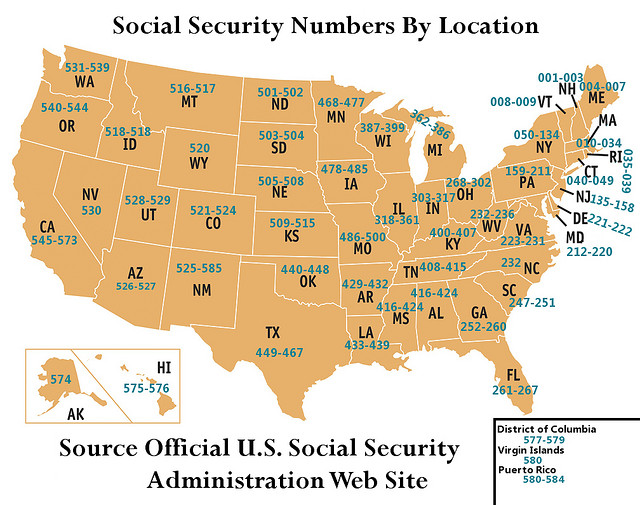 Social Security Numbers By Location
531-539
WA
540-544
OR
518-518
ID
516-517
MT
501-502
ND
503-504
SD
520
WY
505-508
NE
468-477
MN
387-399
WI
362-386
MI
478-485
IA
NV
530
528-529
UT
521-524
CO
509-515
KS
486-500
MO
IL
318-361
303-317
IN
268-302
OH
400-407
KY
232-236
WV
VA
223-231
159-211
PA
050-134
NY
008-009 VT
001-003
NH
004-007
ME
MA
010-034
RI
035-039
CT
040-049
NJ 135-158
DE 221-222
MD
212-220
CA
545-573
AZ
526-527
525-585
NM
440-448
OK
429-432
AR
TN 408-415
232 NC
SC
247-251
416-424
MS
416-424
AL
GA
252-260
LA
433-439
TX
449-467
FL
261-267
574
AK
HI
575-576
District of Columbia
577-579
Virgin Islands
580
Puerto Rico
580-584
Source Official U.S. Social Security
Administration Web Site